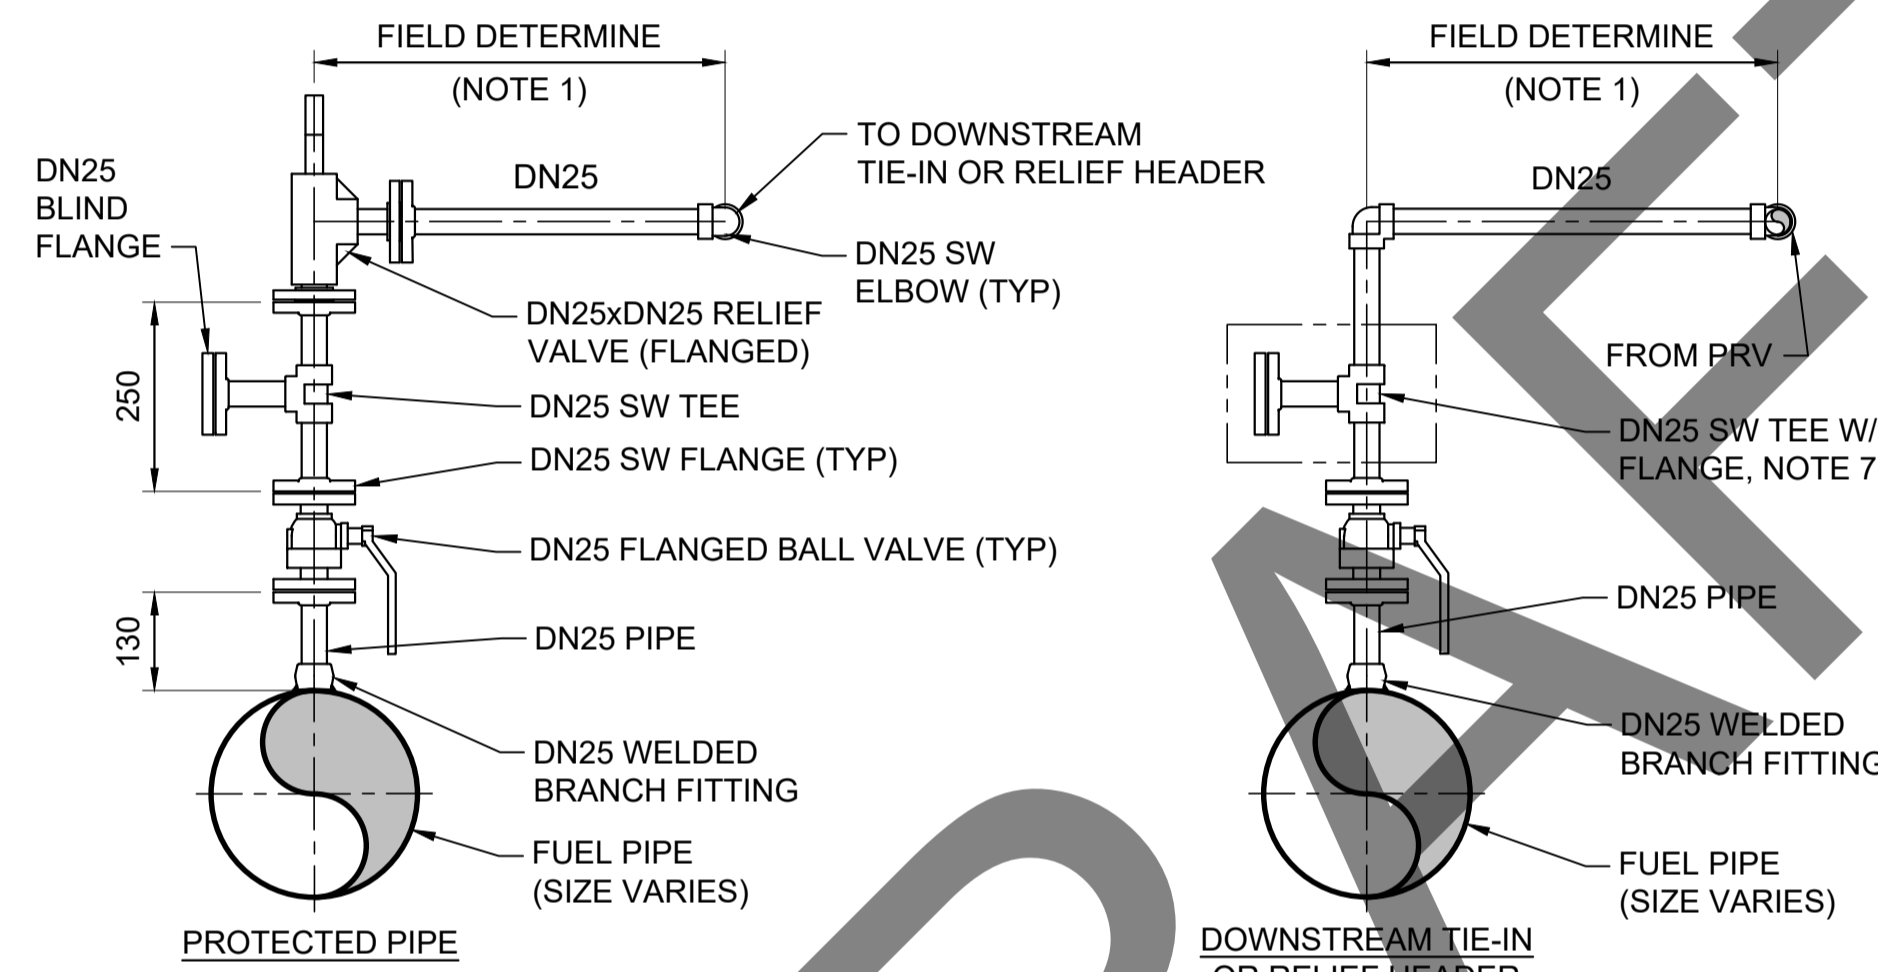 FIELD DETERMINE
(NOTE 1)
TO DOWNSTREAM
TIE-IN OR RELIEF HEADER
DN25
BLIND
FLANGE
DN25
DN25 SW
ELBOW (TYP)
DN25xDN25 RELIEF
VALVE (FLANGED)
250
DN25 SW TEE
DN25 SW FLANGE (TYP)
DN25 FLANGED BALL VALVE (TYP)
130
DN25 PIPE
DN25 WELDED
BRANCH FITTING
FUEL PIPE
(SIZE VARIES)
PROTECTED PIPE
FIELD DETERMINE
(NOTE 1)
DN25
FROM PRV
DN25 SW TEE W/
FLANGE, NOTE 7
DN25 PIPE
DN25 WELDED
BRANCH FITTING
FUEL PIPE
(SIZE VARIES)
DOWNSTREAM TIE-IN
OR RELIEF HEADER